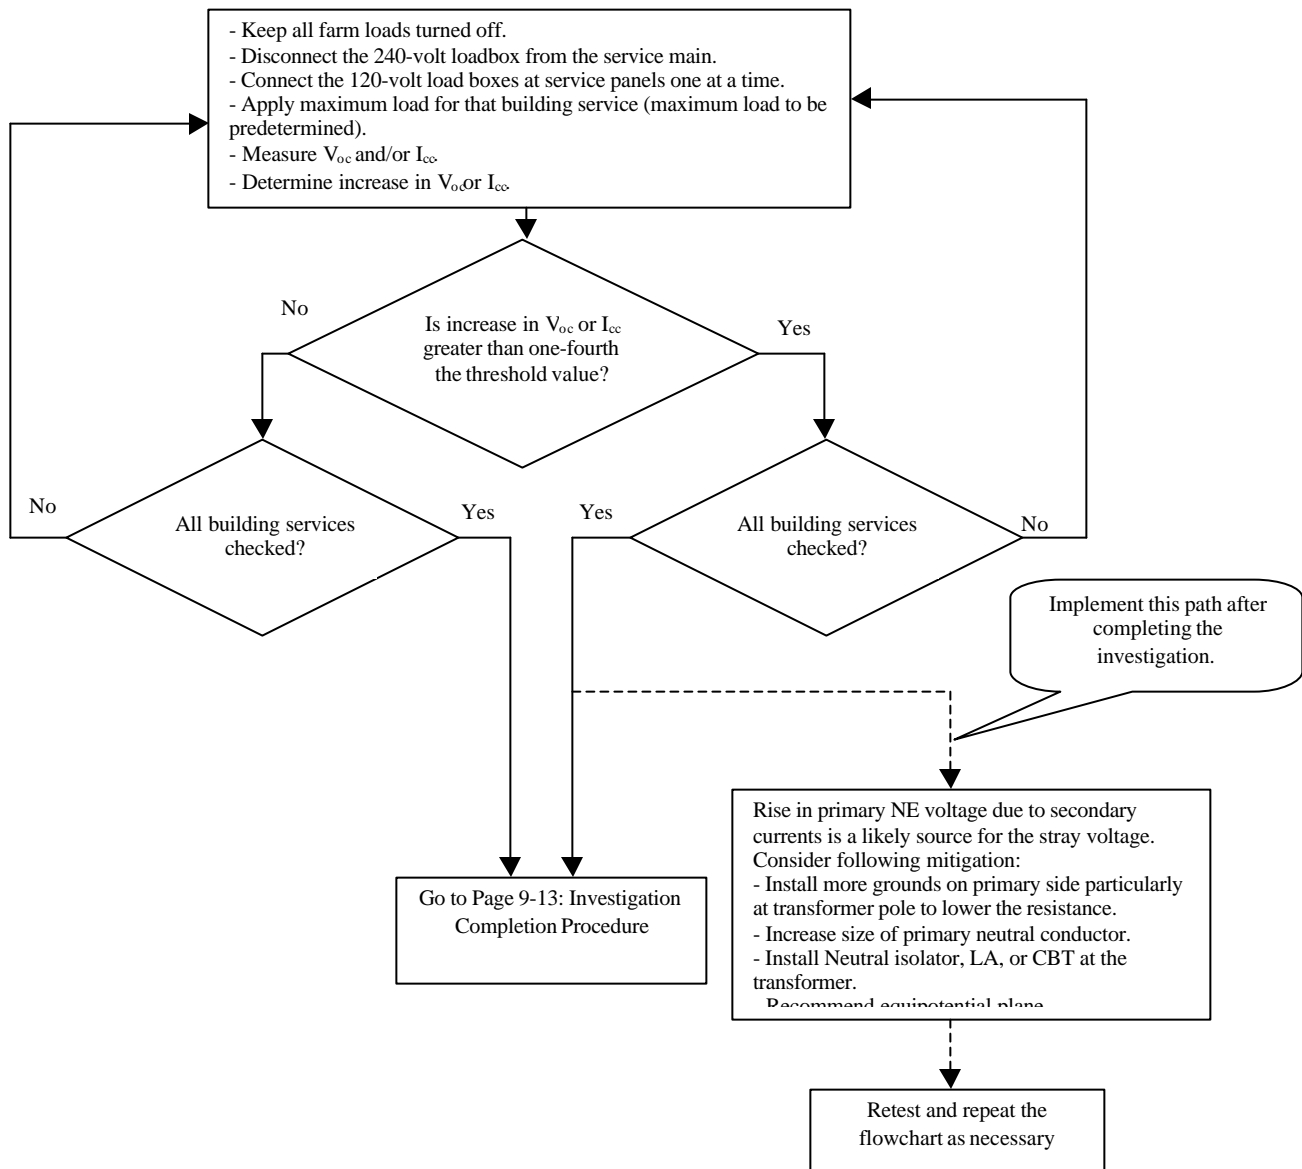 - Keep all farm loads turned off.
- Disconnect the 240-volt loadbox from the service main.
- Connect the 120-volt load boxes at service panels one at a time.
- Apply maximum load for that building service (maximum load to be
predetermined).
- Measure Voc and/or Icc.
- Determine increase in Voc or Icc.
No
Is increase in Voc or Icc
greater than one-fourth
the threshold value?
Yes
No
All building services
checked?
Yes
Yes
All building services
checked?
No
Implement this path after
completing the
investigation.
Rise in primary NE voltage due to secondary
currents is a likely source for the stray voltage.
Consider following mitigation:
- Install more grounds on primary side particularly
at transformer pole to lower the resistance.
- Increase size of primary neutral conductor.
- Install Neutral isolator, LA, or CBT at the
transformer.
- Recommend equipotential plane
Go to Page 9-13: Investigation
Completion Procedure
Retest and repeat the
flowchart as necessary